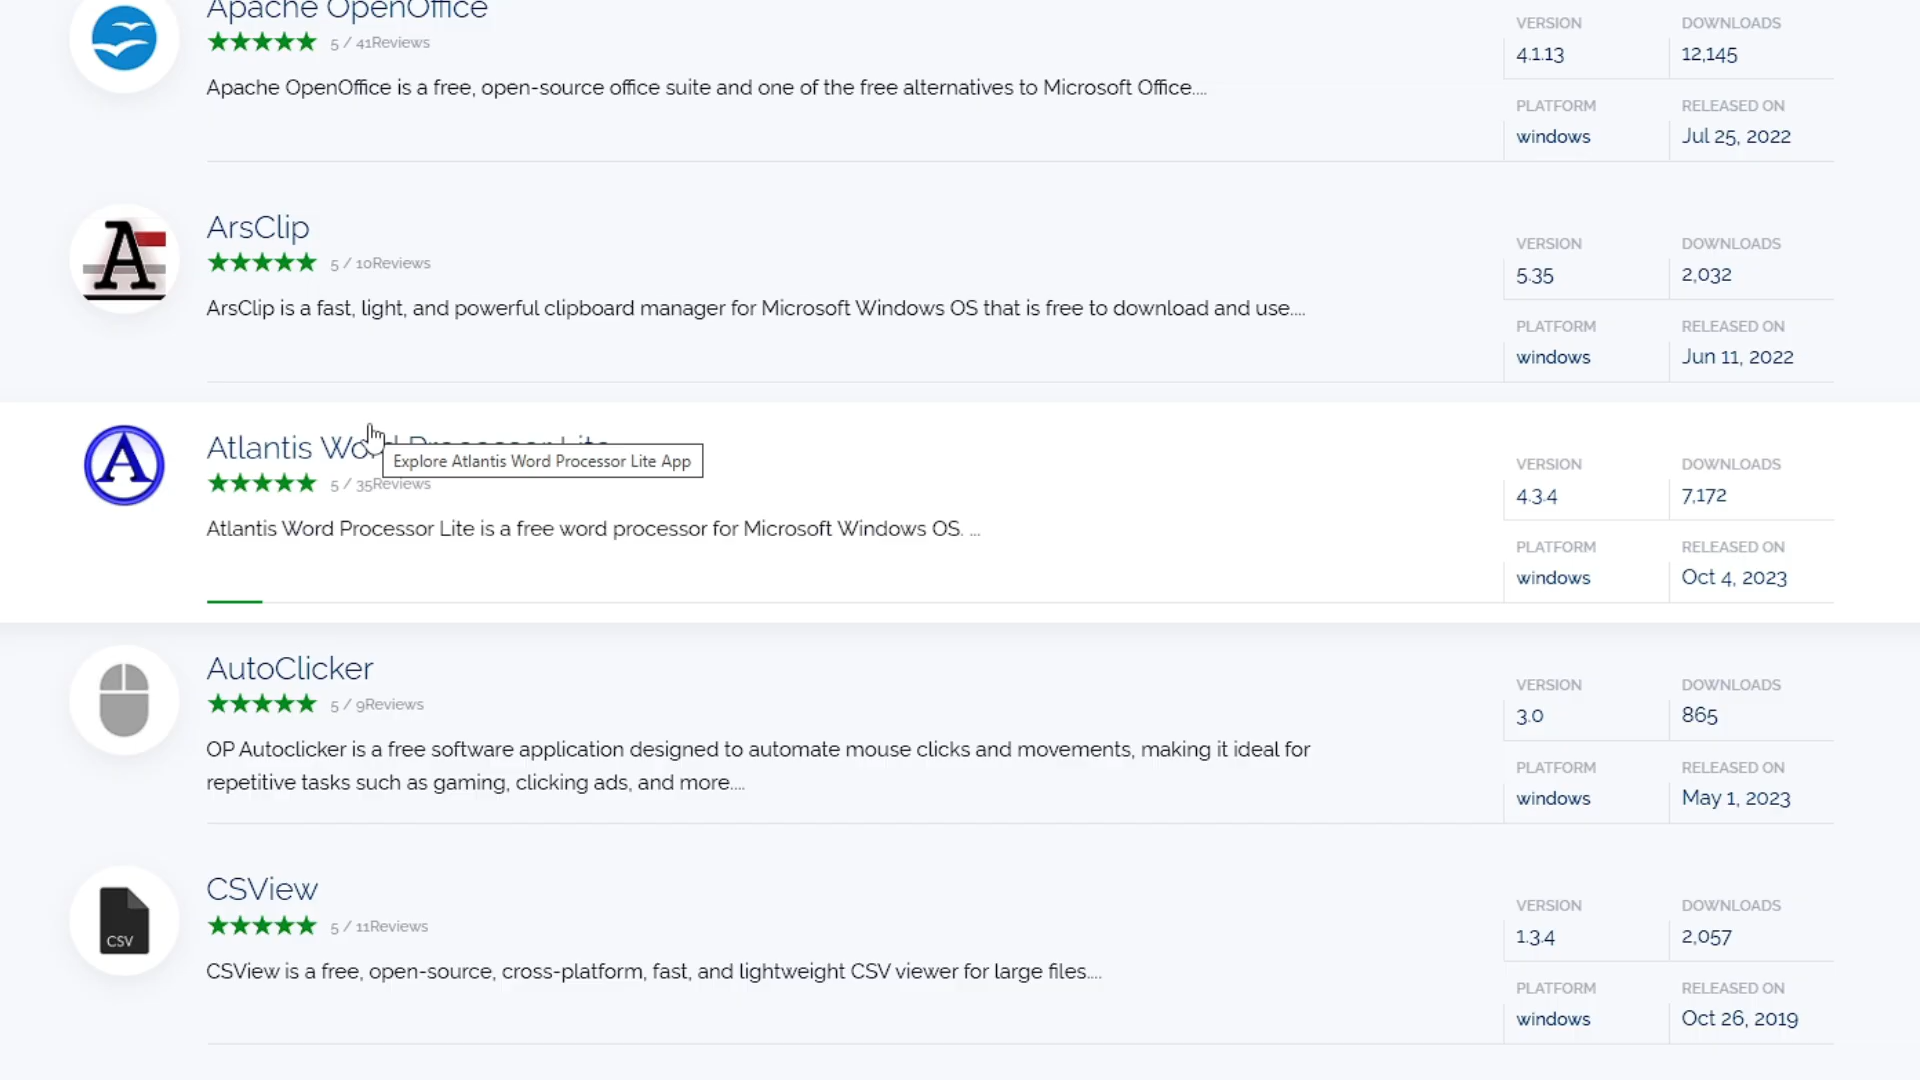 Apache OpenOffice
5 / 41Reviews
Apache OpenOffice is a free, open-source office suite and one of the free alternatives to Microsoft Office....
VERSION
4.1.13
DOWNLOADS
12,145
PLATFORM
windows
RELEASED ON
Jul 25, 2022
A
ArsClip
5 / 10Reviews
ArsClip is a fast, light, and powerful clipboard manager for Microsoft Windows OS that is free to download and use....
VERSION
5.35
DOWNLOADS
2,032
PLATFORM
windows
RELEASED ON
Jun 11, 2022
A
Atlantis Word Processor Lite
Explore Atlantis Word Processor Lite App
5 / 35Reviews
Atlantis Word Processor Lite is a free word processor for Microsoft Windows OS. ...
VERSION
4.3.4
DOWNLOADS
7,172
PLATFORM
windows
RELEASED ON
Oct 4, 2023
AutoClicker
5 / 9Reviews
OP Autoclicker is a free software application designed to automate mouse clicks and movements, making it ideal for
repetitive tasks such as gaming, clicking ads, and more....
VERSION
3.0
DOWNLOADS
865
PLATFORM
windows
RELEASED ON
May 1, 2023
CSV
CSView
5 / 11Reviews
CSView is a free, open-source, cross-platform, fast, and lightweight CSV viewer for large files....
VERSION
1.3.4
DOWNLOADS
2,057
PLATFORM
windows
RELEASED ON
Oct 26, 2019